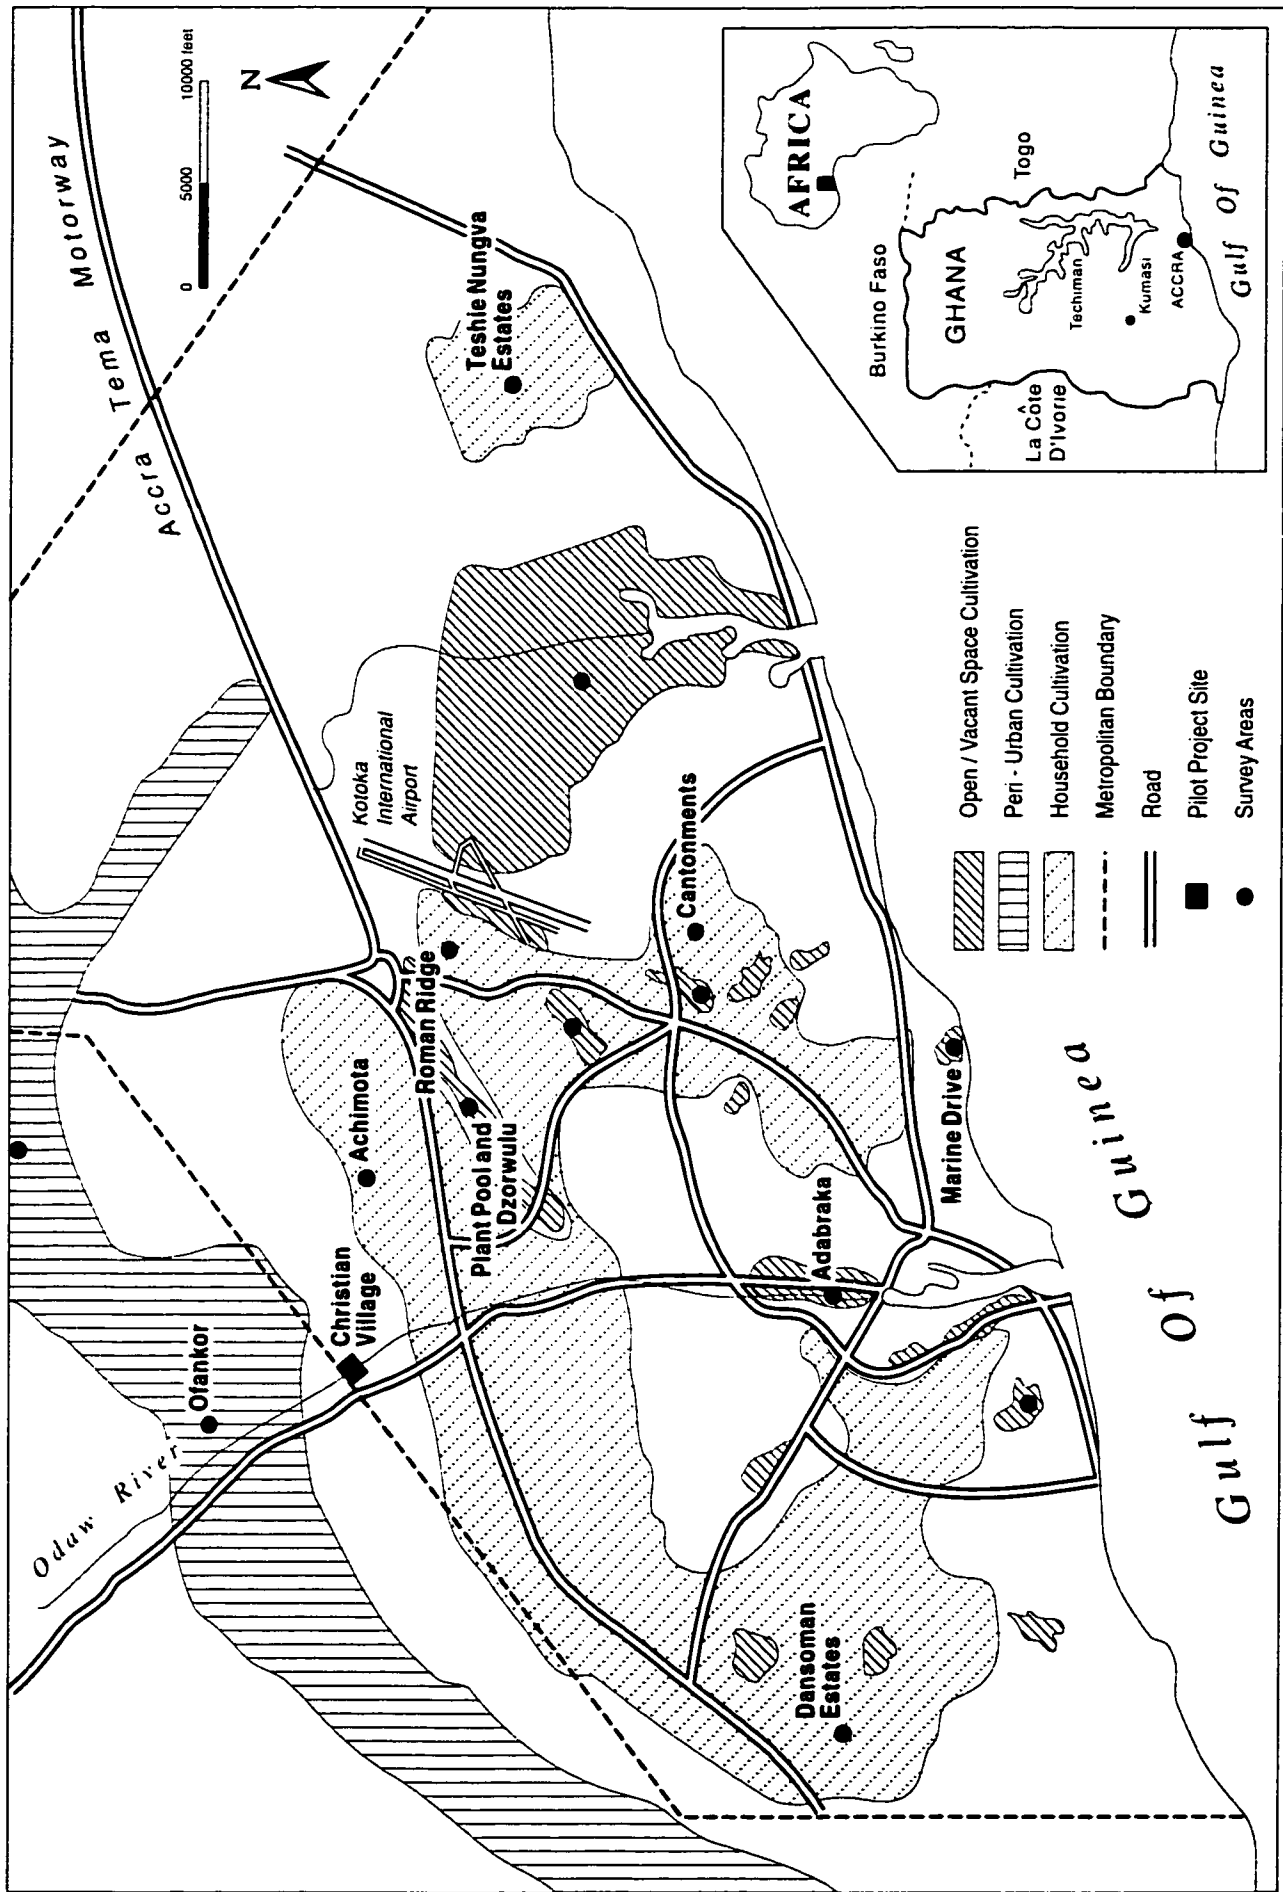 Accra Tema Motorway
0 5000 10000 feet
N
Odaw River
Ofankor
Christian
Village
Achimota
Roman Ridge
Plant Pool and
Dzorwulu
Kotoka
International
Airport
Teshie Nungva
Estates
Cantonments
Adabraka
Marine Drive
Dansoman
Estates
Gulf Of Guinea
Open / Vacant Space Cultivation
Peri - Urban Cultivation
Household Cultivation
Metropolitan Boundary
Road
Pilot Project Site
Survey Areas
AFRICA
Burkino Faso
GHANA
Togo
La Côte
D'Ivorie
Techiman
Kumasi
ACCRA
Gulf Of Guinea